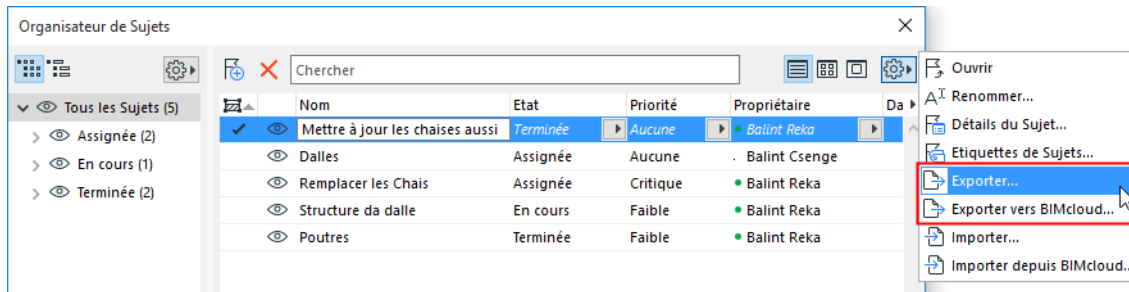 Organisateur de Sujets
Chercher
Tous les Sujets (5)
Assignée (2)
En cours (1)
Terminée (2)
Nom Etat Priorité Propriétaire Da
Mettre à jour les chaises aussi Terminée Aucune Balint Reka
Dalles Assignée Aucune Balint Csenge
Remplacer les Chais Assignée Critique Balint Reka
Structure da dalle En cours Faible Balint Reka
Poutres Terminée Faible Balint Reka
Ouvrir
Renommer...
Détails du Sujet...
Etiquettes de Sujets...
Exporter...
Exporter vers BIMcloud...
Importer...
Importer depuis BIMcloud..